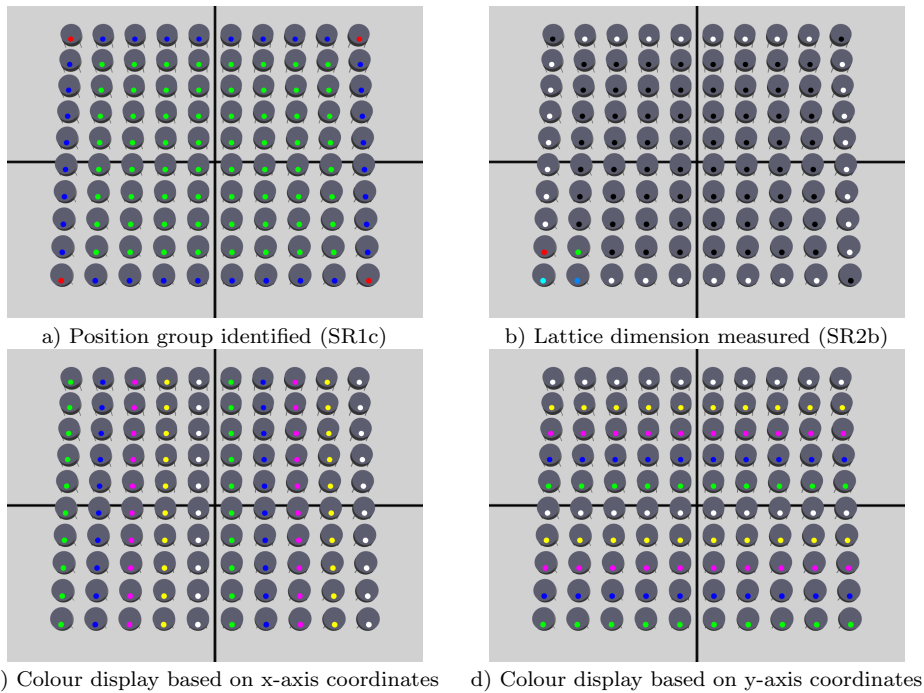 a) Position group identified (SR1c)
b) Lattice dimension measured (SR2b)
) Colour display based on x-axis coordinates
d) Colour display based on y-axis coordinates